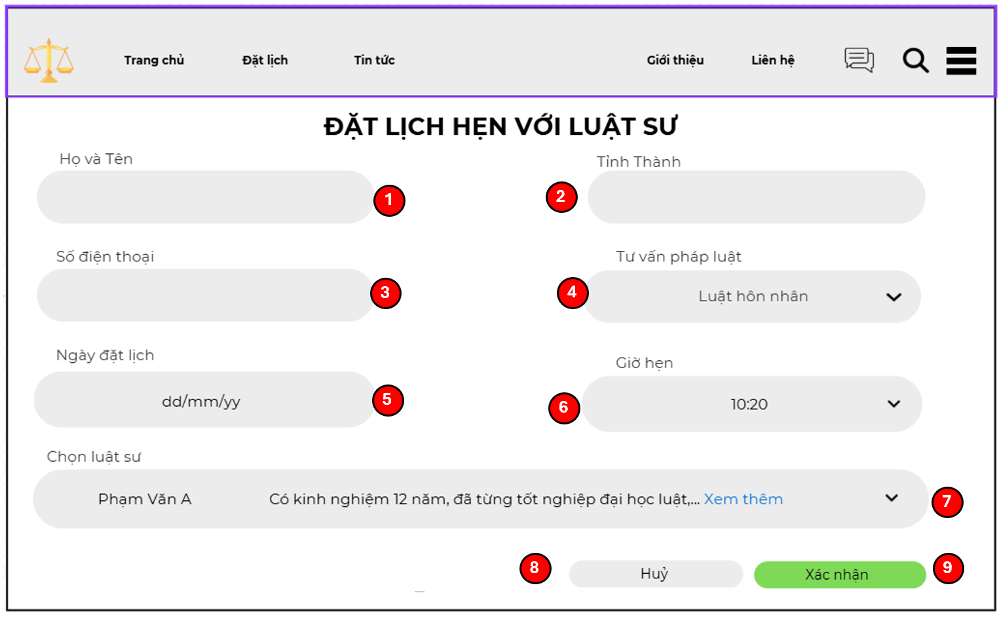 Trang chủ Đặt lịch Tin tức Giới thiệu Liên hệ
ĐẶT LỊCH HẸN VỚI LUẬT SƯ
Họ và Tên Tỉnh Thành
1 2
Số điện thoại Tư vấn pháp luật
3 4 Luật hôn nhân
Ngày đặt lịch Giờ hẹn
dd/mm/yy 5 6 10:20
Chọn luật sư
Phạm Văn A Có kinh nghiệm 12 năm, đã từng tốt nghiệp đại học luật,... Xem thêm 7
8 Huỷ Xác nhận 9